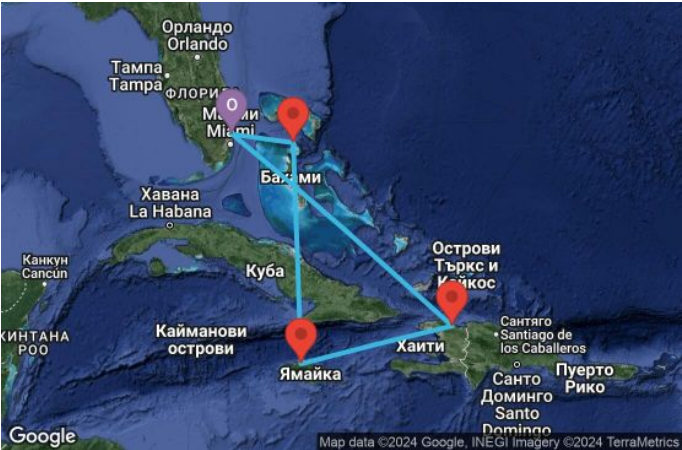 Орландо
Orlando
Тампа
Tampa
ФЛОРИДА
O
Маями
Miami
Бахами
Хавана
La Habana
Канкун
Cancún
Куба
Острови
Търкс и
Кайкос
КИНТАНА
РОО
Кайманови
острови
Ямайка
Хаити
Сантяго
Santiago de
los Caballeros
Пуерто
Рико
Санто
Доминго
Santo
Domingo
Google
Map data ©2024 Google, INEGI Imagery ©2024 TerraMetrics